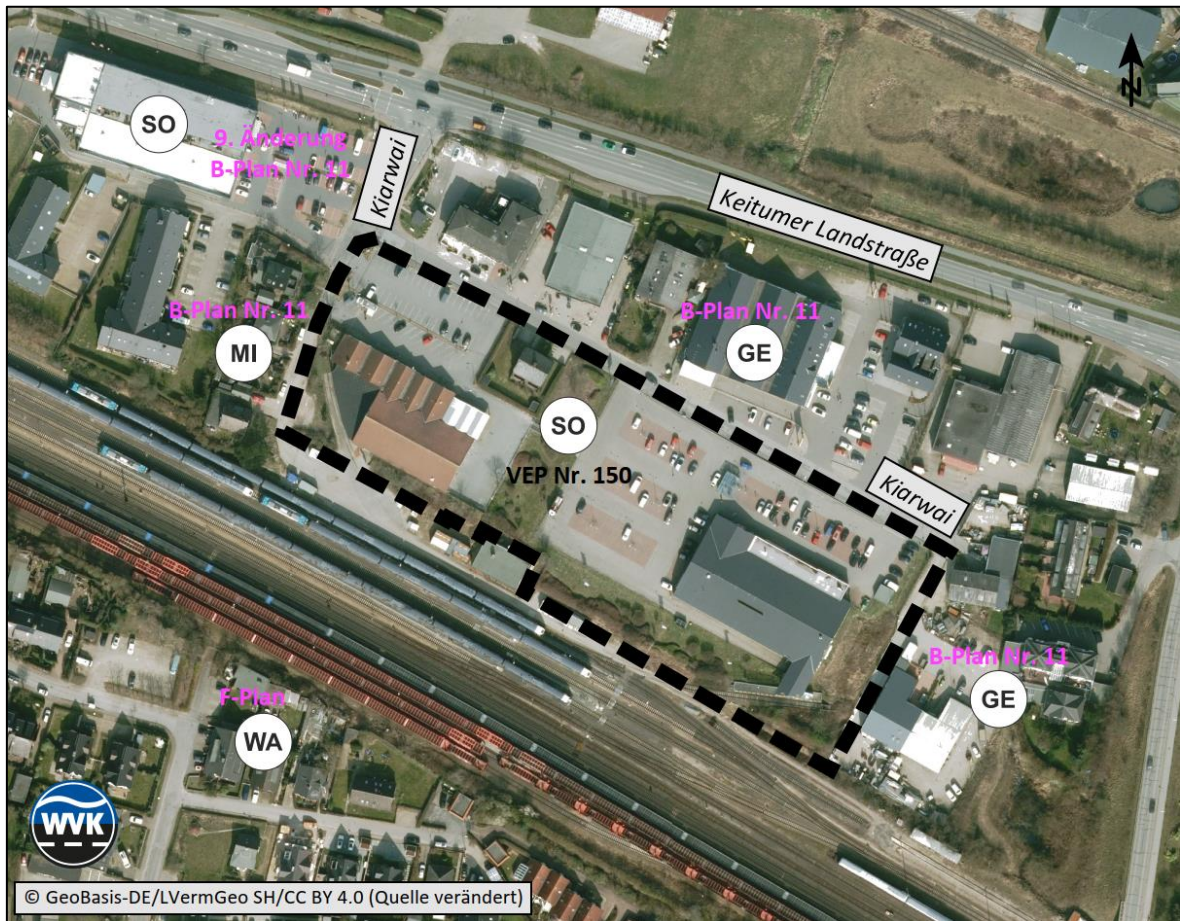 N
SO
9. Änderung
B-Plan Nr. 11
Kiarwai
Keitumer Landstraße
B-Plan Nr. 11
MI
B-Plan Nr. 11
GE
SO
VEP Nr. 150
Kiarwai
B-Plan Nr. 11
GE
F-Plan
WA
WVK
© GeoBasis-DE/LVermGeo SH/CC BY 4.0 (Quelle verändert)